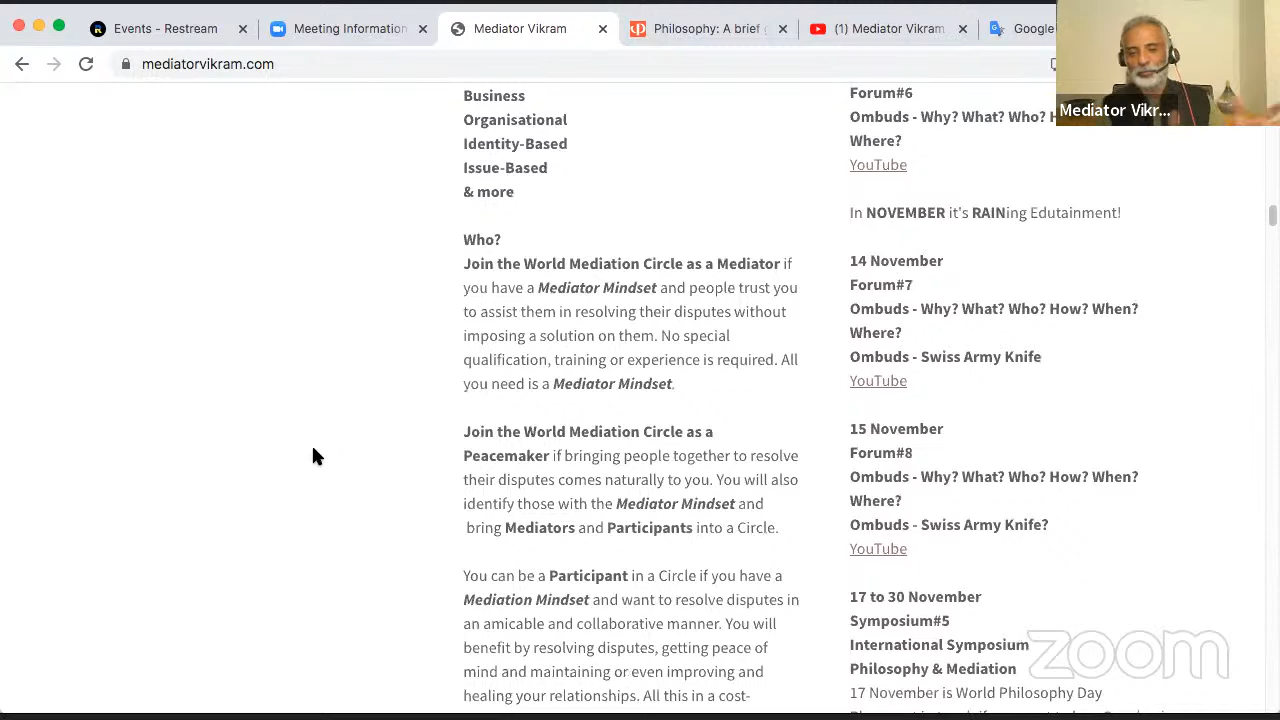 Events - Restream
Meeting Information
Mediator Vikram
Philosophy: A brief
(1) Mediator Vikram
Google
mediatorvikram.com
Mediator Vikr...
Business
Organisational
Identity-Based
Issue-Based
& more
Who?
Join the World Mediation Circle as a Mediator if
you have a Mediator Mindset and people trust you
to assist them in resolving their disputes without
imposing a solution on them. No special
qualification, training or experience is required. All
you need is a Mediator Mindset.
Join the World Mediation Circle as a
Peacemaker if bringing people together to resolve
their disputes comes naturally to you. You will also
identify those with the Mediator Mindset and
bring Mediators and Participants into a Circle.
You can be a Participant in a Circle if you have a
Mediation Mindset and want to resolve disputes in
an amicable and collaborative manner. You will
benefit by resolving disputes, getting peace of
mind and maintaining or even improving and
healing your relationships. All this in a cost-
Forum#6
Ombuds - Why? What? Who?
Where?
YouTube
In NOVEMBER it's RAINing Edutainment!
14 November
Forum#7
Ombuds - Why? What? Who? How? When?
Where?
Ombuds - Swiss Army Knife
YouTube
15 November
Forum#8
Ombuds - Why? What? Who? How? When?
Where?
Ombuds - Swiss Army Knife?
YouTube
17 to 30 November
Symposium#5
International Symposium
Philosophy & Mediation
17 November is World Philosophy Day
zoom